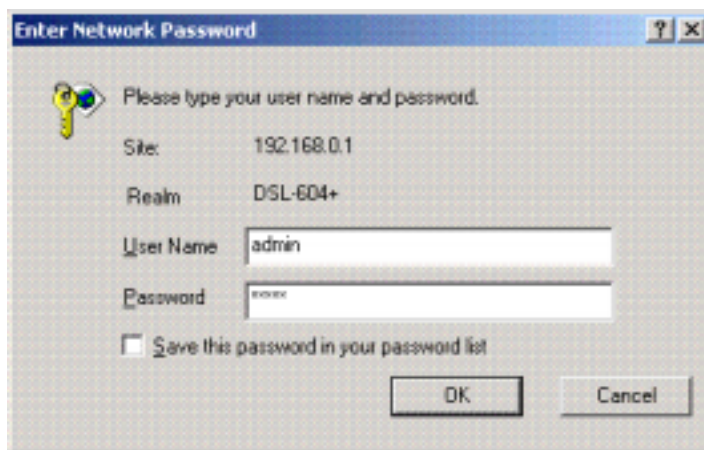 Enter Network Password
Please type your user name and password.
Site: 192.168.0.1
Realm DSL-604+
User Name admin
Password *****
Save this password in your password list
OK Cancel